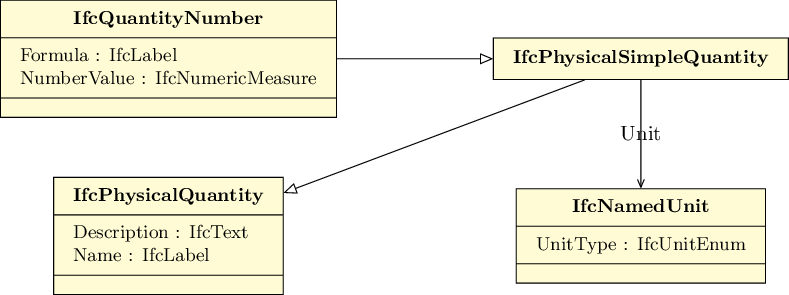 IfcQuantityNumber
Formula : IfcLabel
NumberValue : IfcNumericMeasure
IfcPhysicalSimpleQuantity
Unit
IfcPhysicalQuantity
Description : IfcText
Name : IfcLabel
IfcNamedUnit
UnitType : IfcUnitEnum